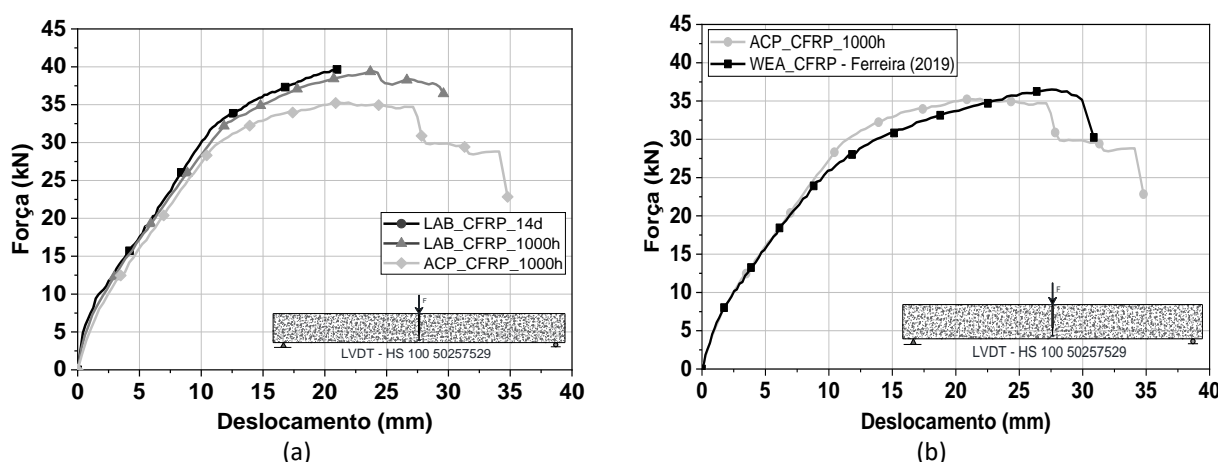 45
40
35
30
25
20
15
10
5
0
Força (kN)
LAB_CFRP_14d
LAB_CFRP_1000h
ACP_CFRP_1000h
F
LVDT - HS 100 50257529
0 5 10 15 20 25 30 35 40
Deslocamento (mm)
(a)
45
40
35
30
25
20
15
10
5
0
Força (kN)
ACP_CFRP_1000h
WEA_CFRP - Ferreira (2019)
F
LVDT - HS 100 50257529
0 5 10 15 20 25 30 35 40
Deslocamento (mm)
(b)